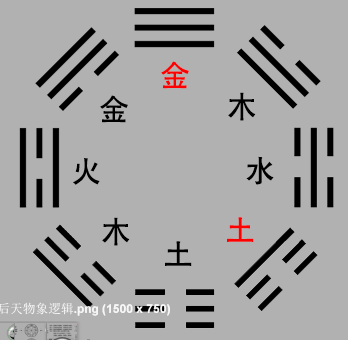 金
金 木
火 水
木 土
土
后天物象逻辑.png (1500 x 750)